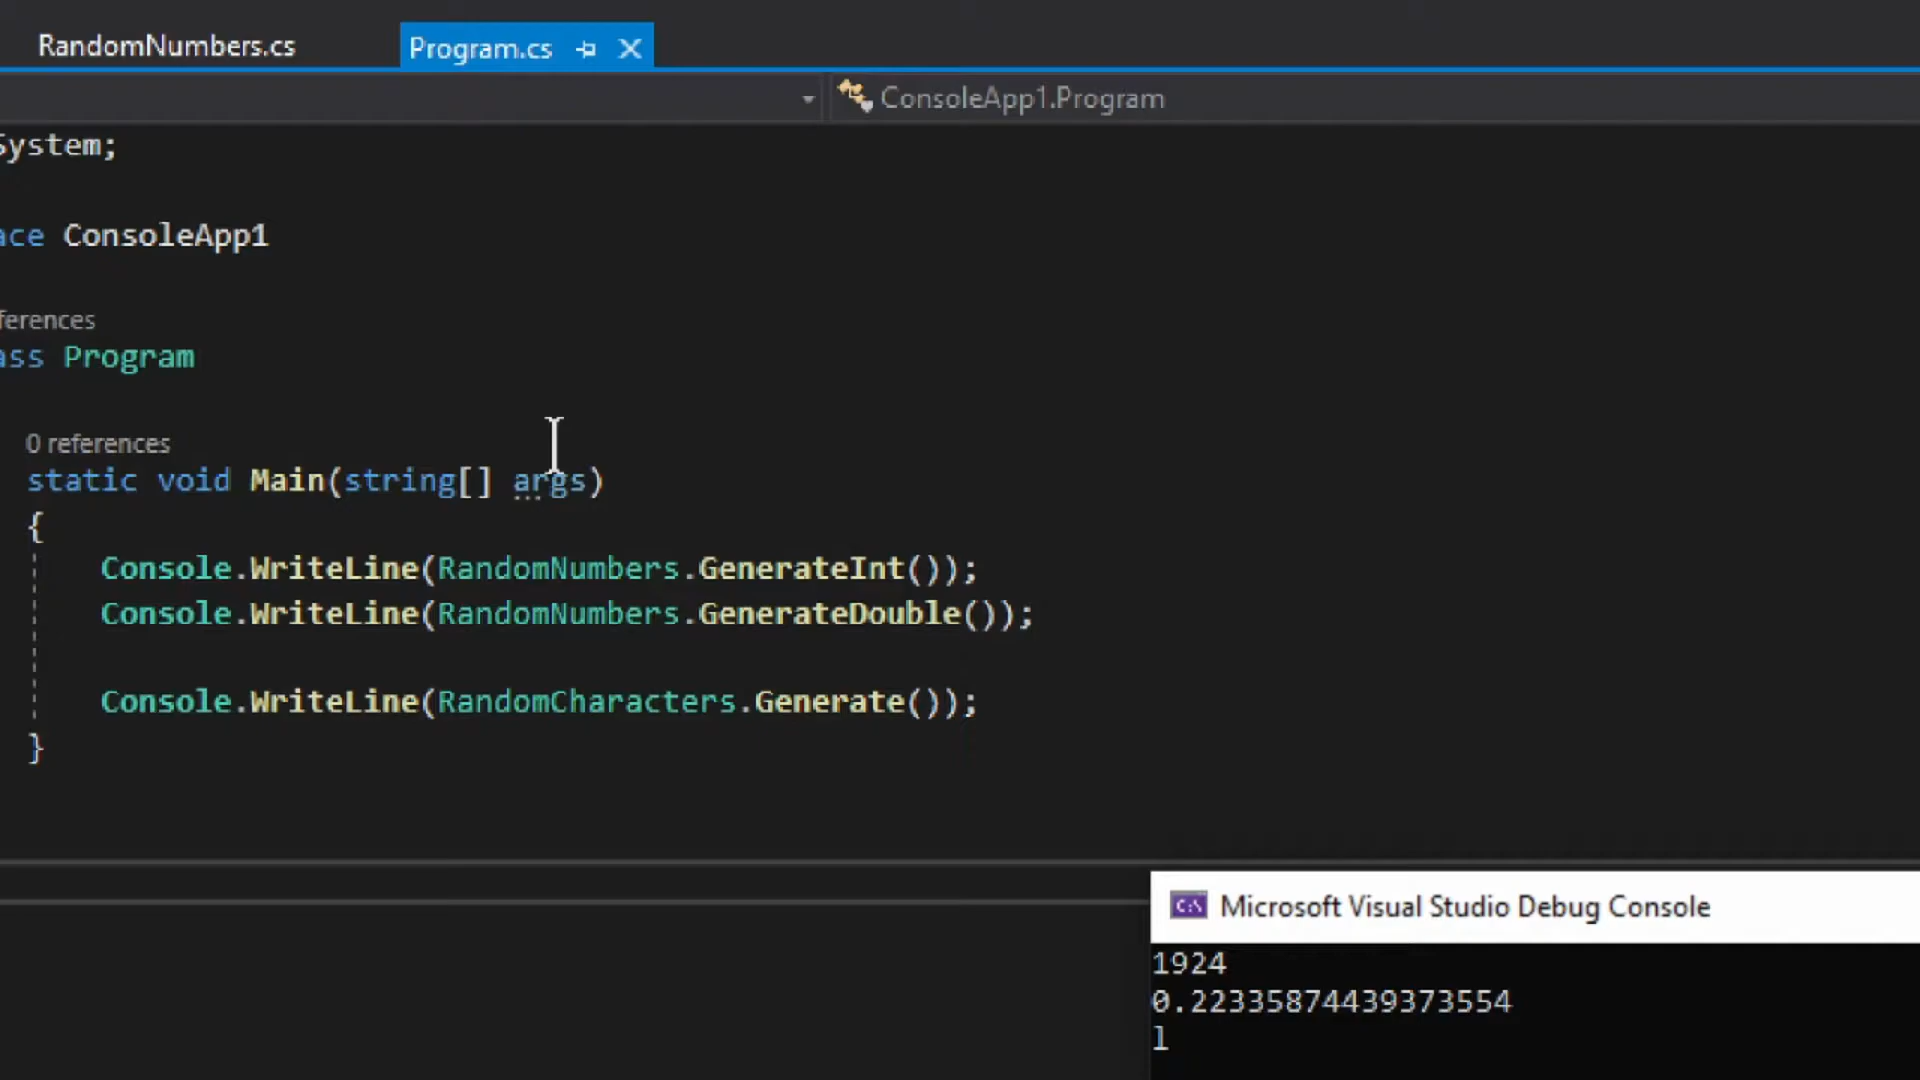 RandomNumbers.cs
Program.cs
ConsoleApp1.Program
System;
ace ConsoleApp1
ferences
ass Program
0 references
static void Main(string[] args)
{
Console.WriteLine(RandomNumbers.GenerateInt());
Console.WriteLine(RandomNumbers.GenerateDouble());
Console.WriteLine(RandomCharacters.Generate());
}
C:\ Microsoft Visual Studio Debug Console
1924
0.22335874439373554
l